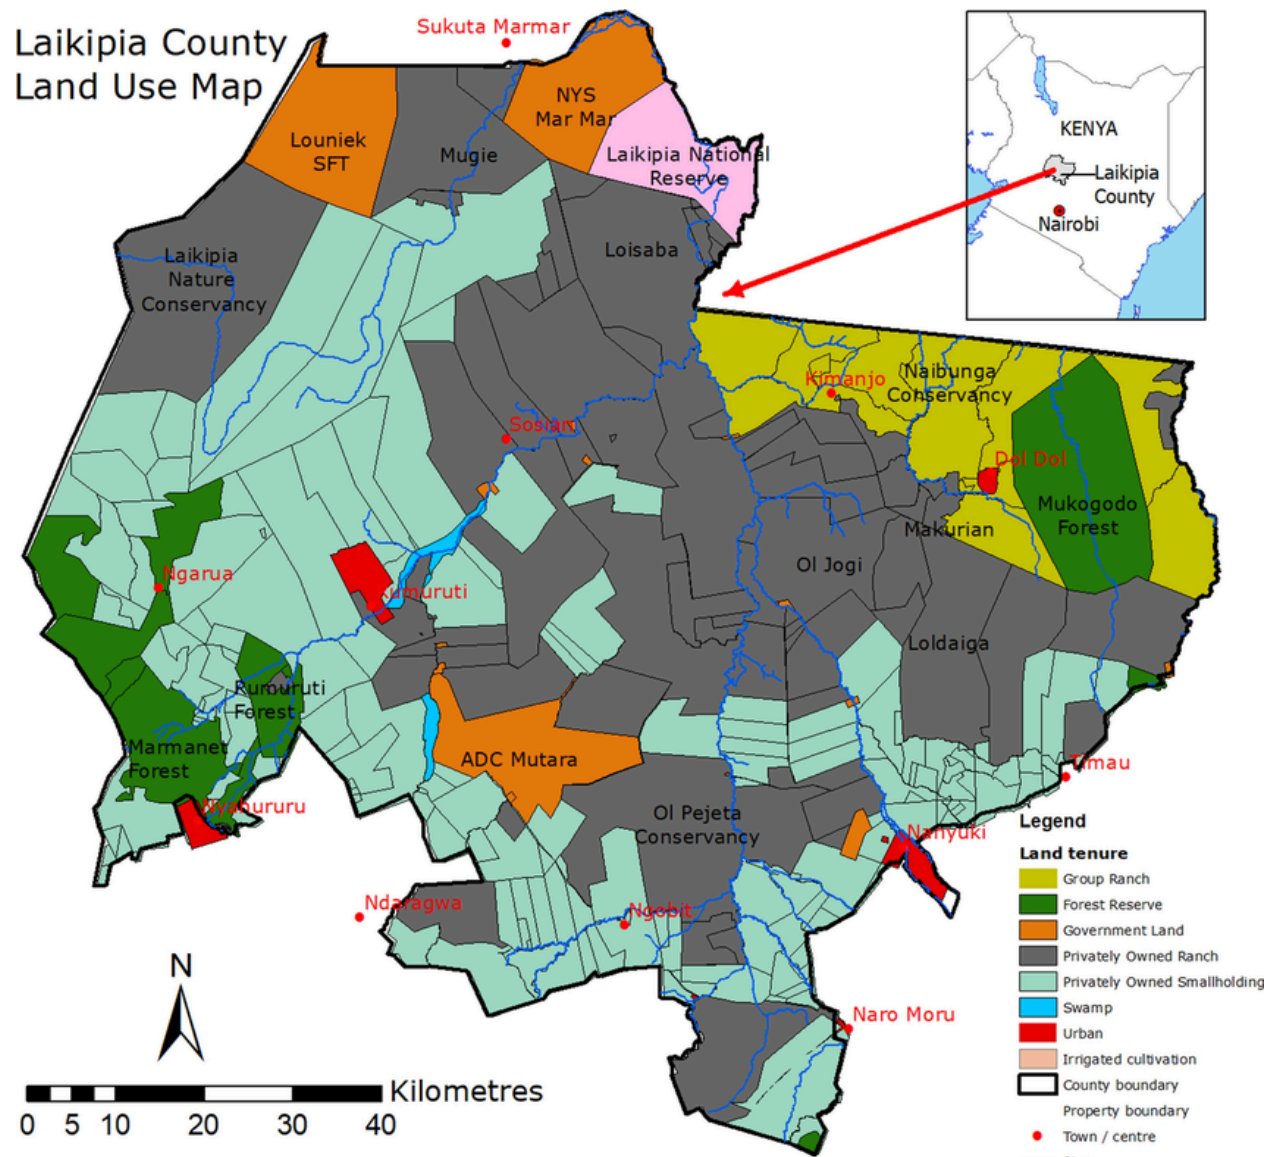 Laikipia County
Land Use Map
Sukuta Marmar
KENYA
Laikipia
County
Nairobi
NYS
Mar Mar
Louniek
SFT
Mugie
Laikipia National
Reserve
Laikipia
Nature
Conservancy
Loisaba
Kimanjo
Naibunga
Conservancy
Sosian
Dol Dol
Mukogodo
Forest
Makurian
Ol Jogi
Ngarua
Rumuruti
Loldaiga
Rumuruti
Forest
Marmanet
Forest
ADC Mutara
Timau
Nyahururu
Ol Pejeta
Conservancy
Nanyuki
Ndaragwa
Ngobit
Naro Moru
N
Kilometres
0 5 10 20 30 40
Legend
Land tenure
Group Ranch
Forest Reserve
Government Land
Privately Owned Ranch
Privately Owned Smallholding
Swamp
Urban
Irrigated cultivation
County boundary
Property boundary
Town / centre